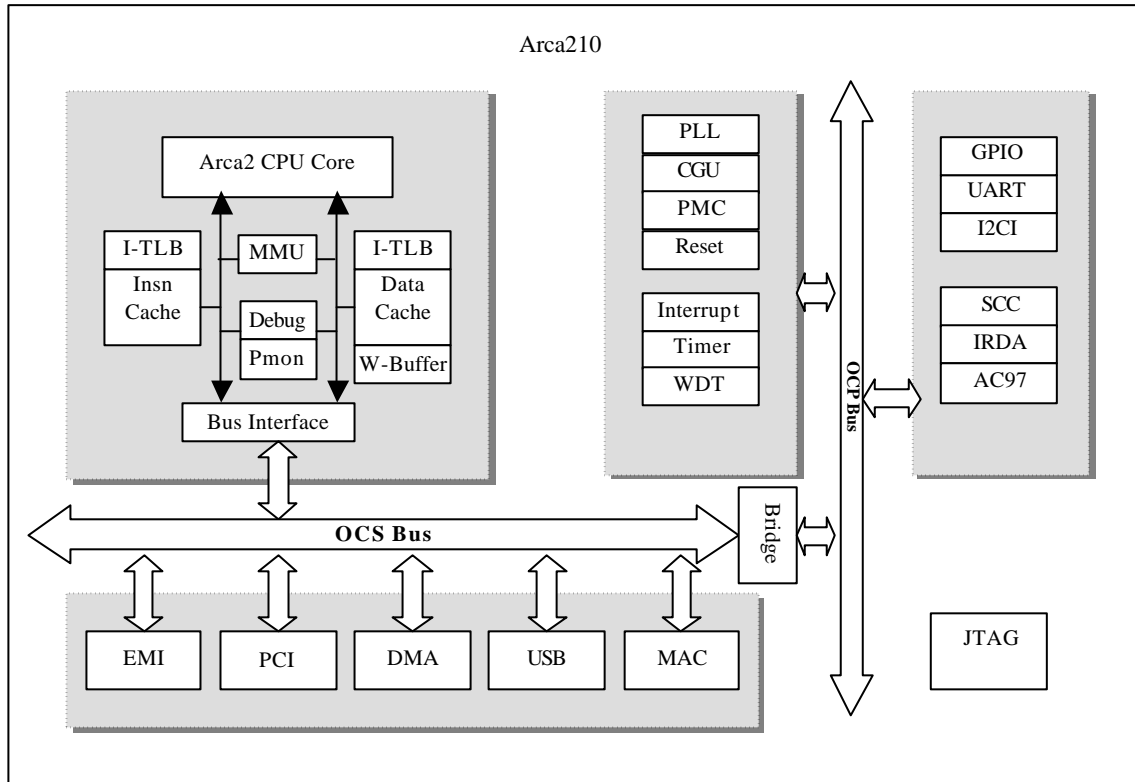 Arca210
Arca2 CPU Core
I-TLB
Insn
Cache
MMU
Debug
Pmon
I-TLB
Data
Cache
W-Buffer
Bus Interface
PLL
CGU
PMC
Reset
Interrupt
Timer
WDT
OCP Bus
GPIO
UART
I2CI
SCC
IRDA
AC97
OCS Bus
Bridge
EMI
PCI
DMA
USB
MAC
JTAG